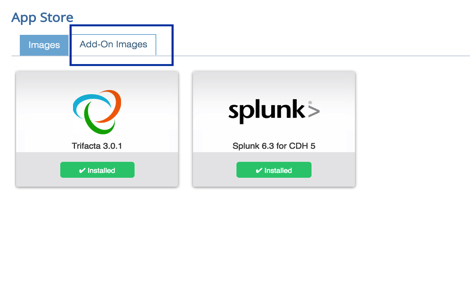 App Store
Images
Add-On Images
splunk>
Trifacta 3.0.1
Splunk 6.3 for CDH 5
✔ Installed
✔ Installed